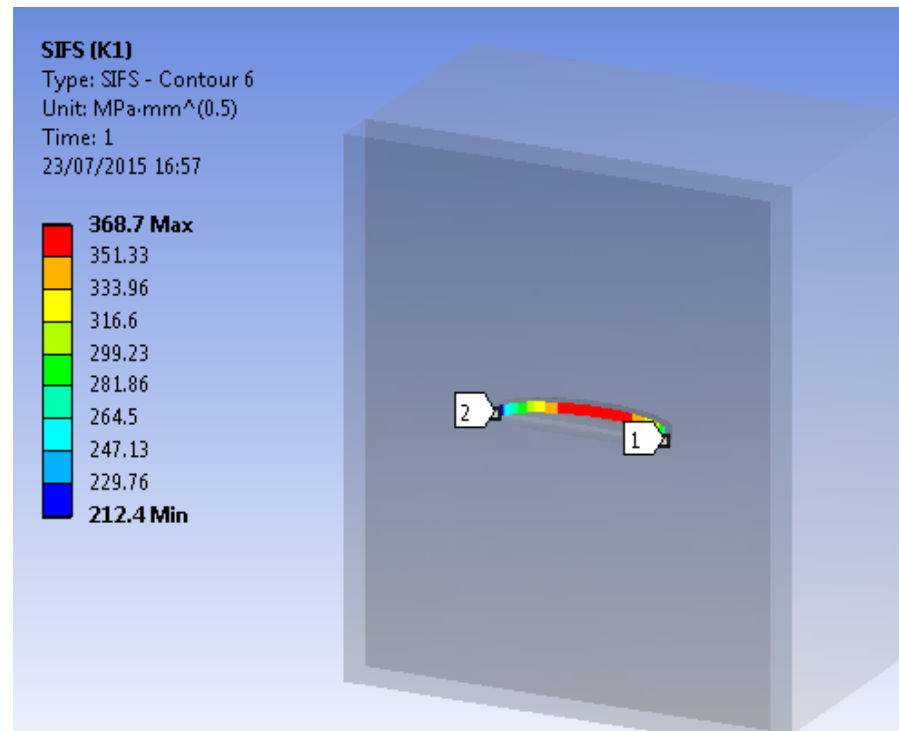 SIFS (K1)
Type: SIFS - Contour 6
Unit: MPa·mm^(0.5)
Time: 1
23/07/2015 16:57
368.7 Max
351.33
333.96
316.6
299.23
281.86
264.5
247.13
229.76
212.4 Min
2
1